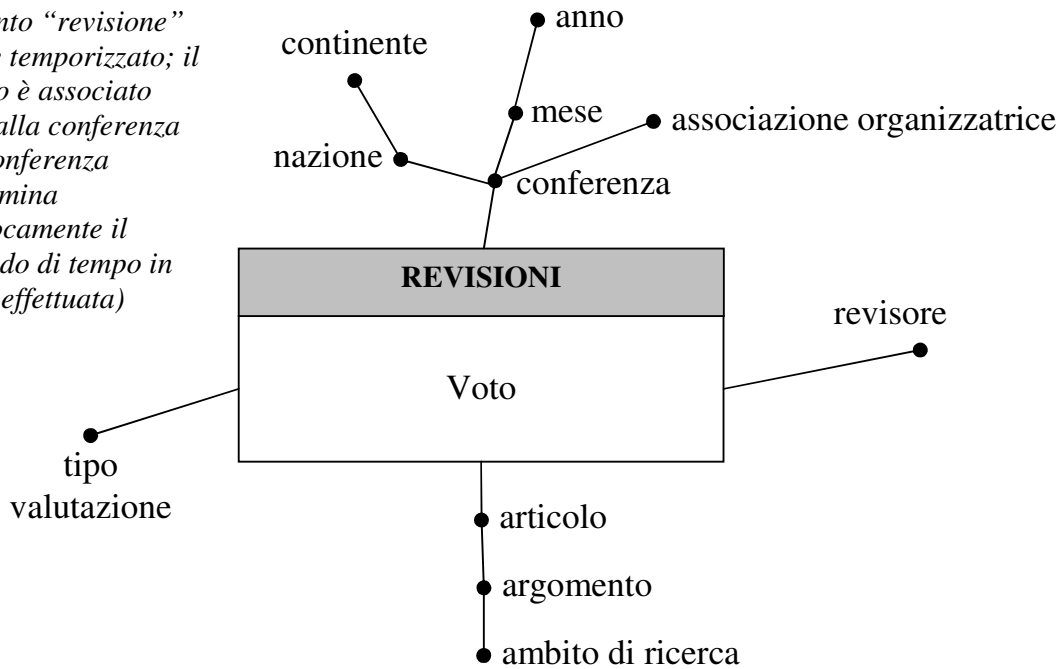 nto “revisione”
temporizzato; il
o è associato
alla conferenza
onferenza
mina
ocamente il
do di tempo in
effettuata)
anno
continente
mese
associazione organizzatrice
nazione
conferenza
REVISIONI
revisore
Voto
tipo
valutazione
articolo
argomento
ambito di ricerca